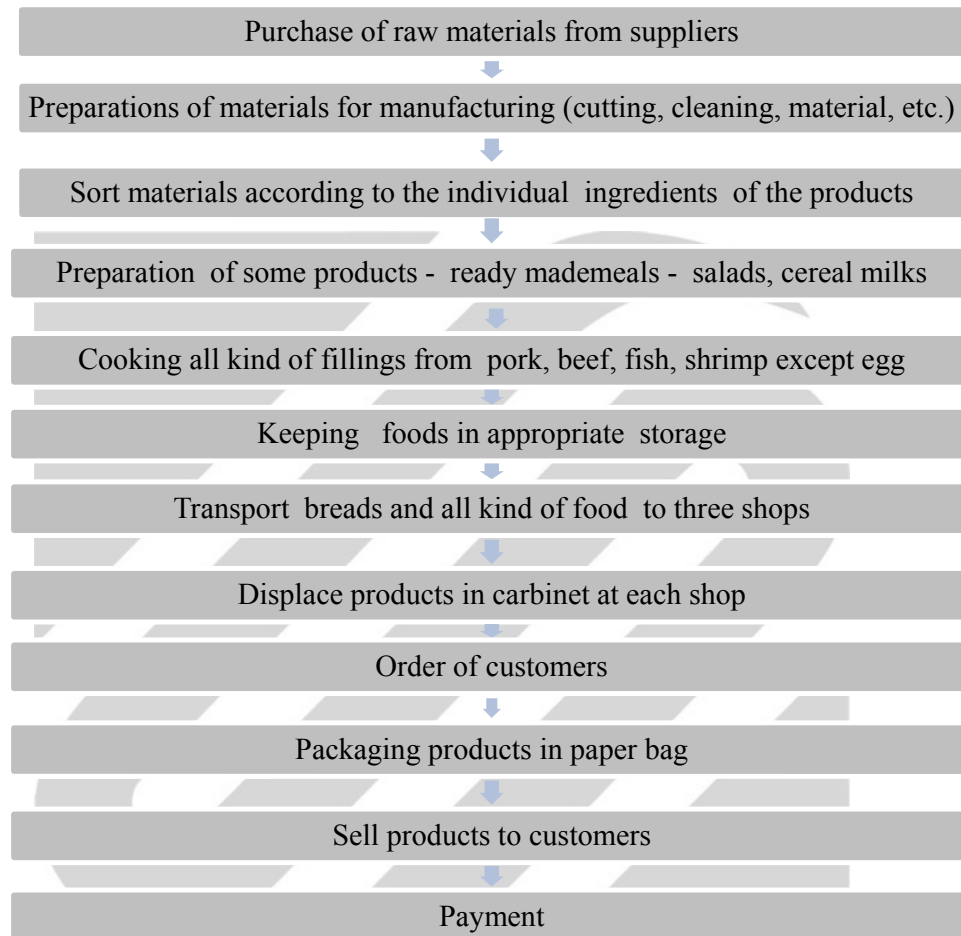 Purchase of raw materials from suppliers
Preparations of materials for manufacturing (cutting, cleaning, material, etc.)
Sort materials according to the individual ingredients of the products
Preparation of some products - ready mademeals - salads, cereal milks
Cooking all kind of fillings from pork, beef, fish, shrimp except egg
Keeping foods in appropriate storage
Transport breads and all kind of food to three shops
Displace products in carbinet at each shop
Order of customers
Packaging products in paper bag
Sell products to customers
Payment